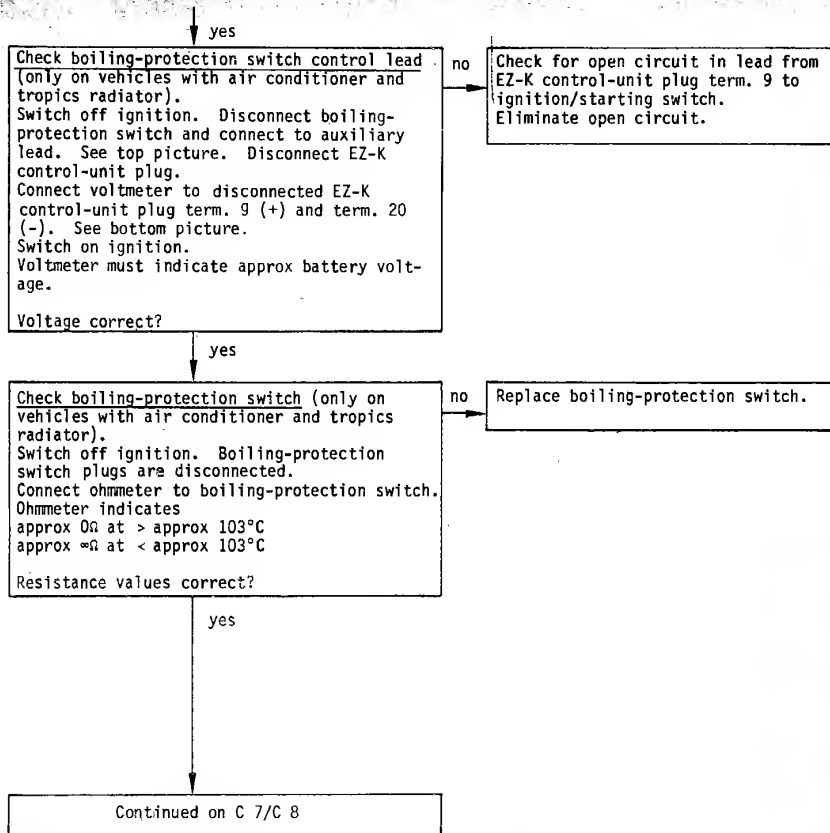 yes
Check boiling-protection switch control lead
(only on vehicles with air conditioner and
tropics radiator).
Switch off ignition. Disconnect boiling-
protection switch and connect to auxiliary
lead. See top picture. Disconnect EZ-K
control-unit plug.
Connect voltmeter to disconnected EZ-K
control-unit plug term. 9 (+) and term. 20
(-). See bottom picture.
Switch on ignition.
Voltmeter must indicate approx battery volt-
age.
Voltage correct?
no
Check for open circuit in lead from
EZ-K control-unit plug term. 9 to
ignition/starting switch.
Eliminate open circuit.
yes
Check boiling-protection switch (only on
vehicles with air conditioner and tropics
radiator).
Switch off ignition. Boiling-protection
switch plugs are disconnected.
Connect ohmmeter to boiling-protection switch.
Ohmmeter indicates
approx 0Ω at > approx 103°C
approx ∞Ω at < approx 103°C
Resistance values correct?
no
Replace boiling-protection switch.
yes
Continued on C 7/C 8